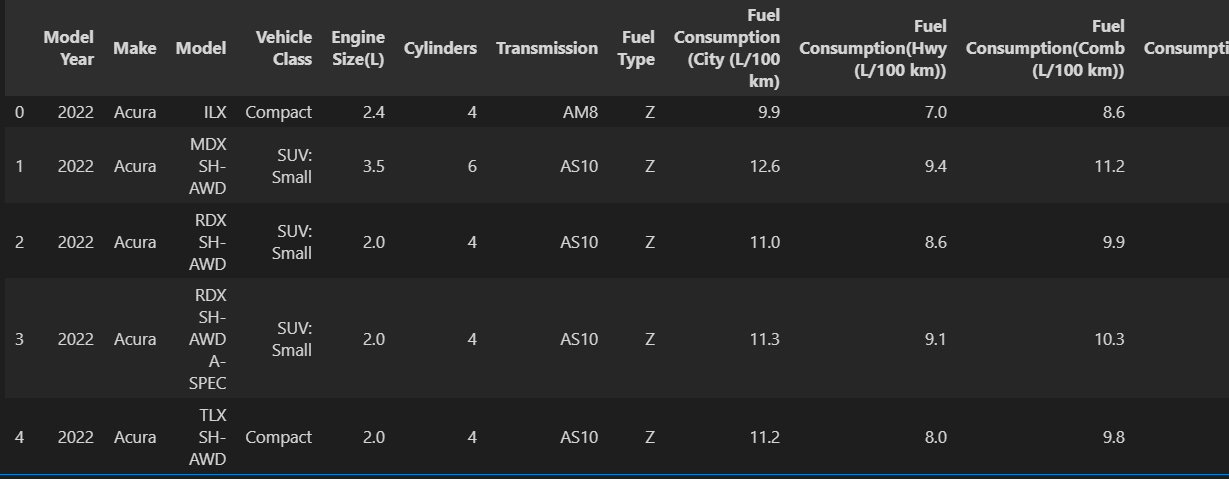 Model Year Make Model Vehicle Class Engine Size(L) Cylinders Transmission Fuel Type Fuel Consumption (City (L/100 km) Fuel Consumption(Hwy (L/100 km)) Fuel Consumption(Comb (L/100 km)) Consumpti
0 2022 Acura ILX Compact 2.4 4 AM8 Z 9.9 7.0 8.6
1 2022 Acura MDX SH-AWD SUV: Small 3.5 6 AS10 Z 12.6 9.4 11.2
2 2022 Acura RDX SH-AWD SUV: Small 2.0 4 AS10 Z 11.0 8.6 9.9
3 2022 Acura RDX SH-AWD A-SPEC SUV: Small 2.0 4 AS10 Z 11.3 9.1 10.3
4 2022 Acura TLX SH-AWD Compact 2.0 4 AS10 Z 11.2 8.0 9.8